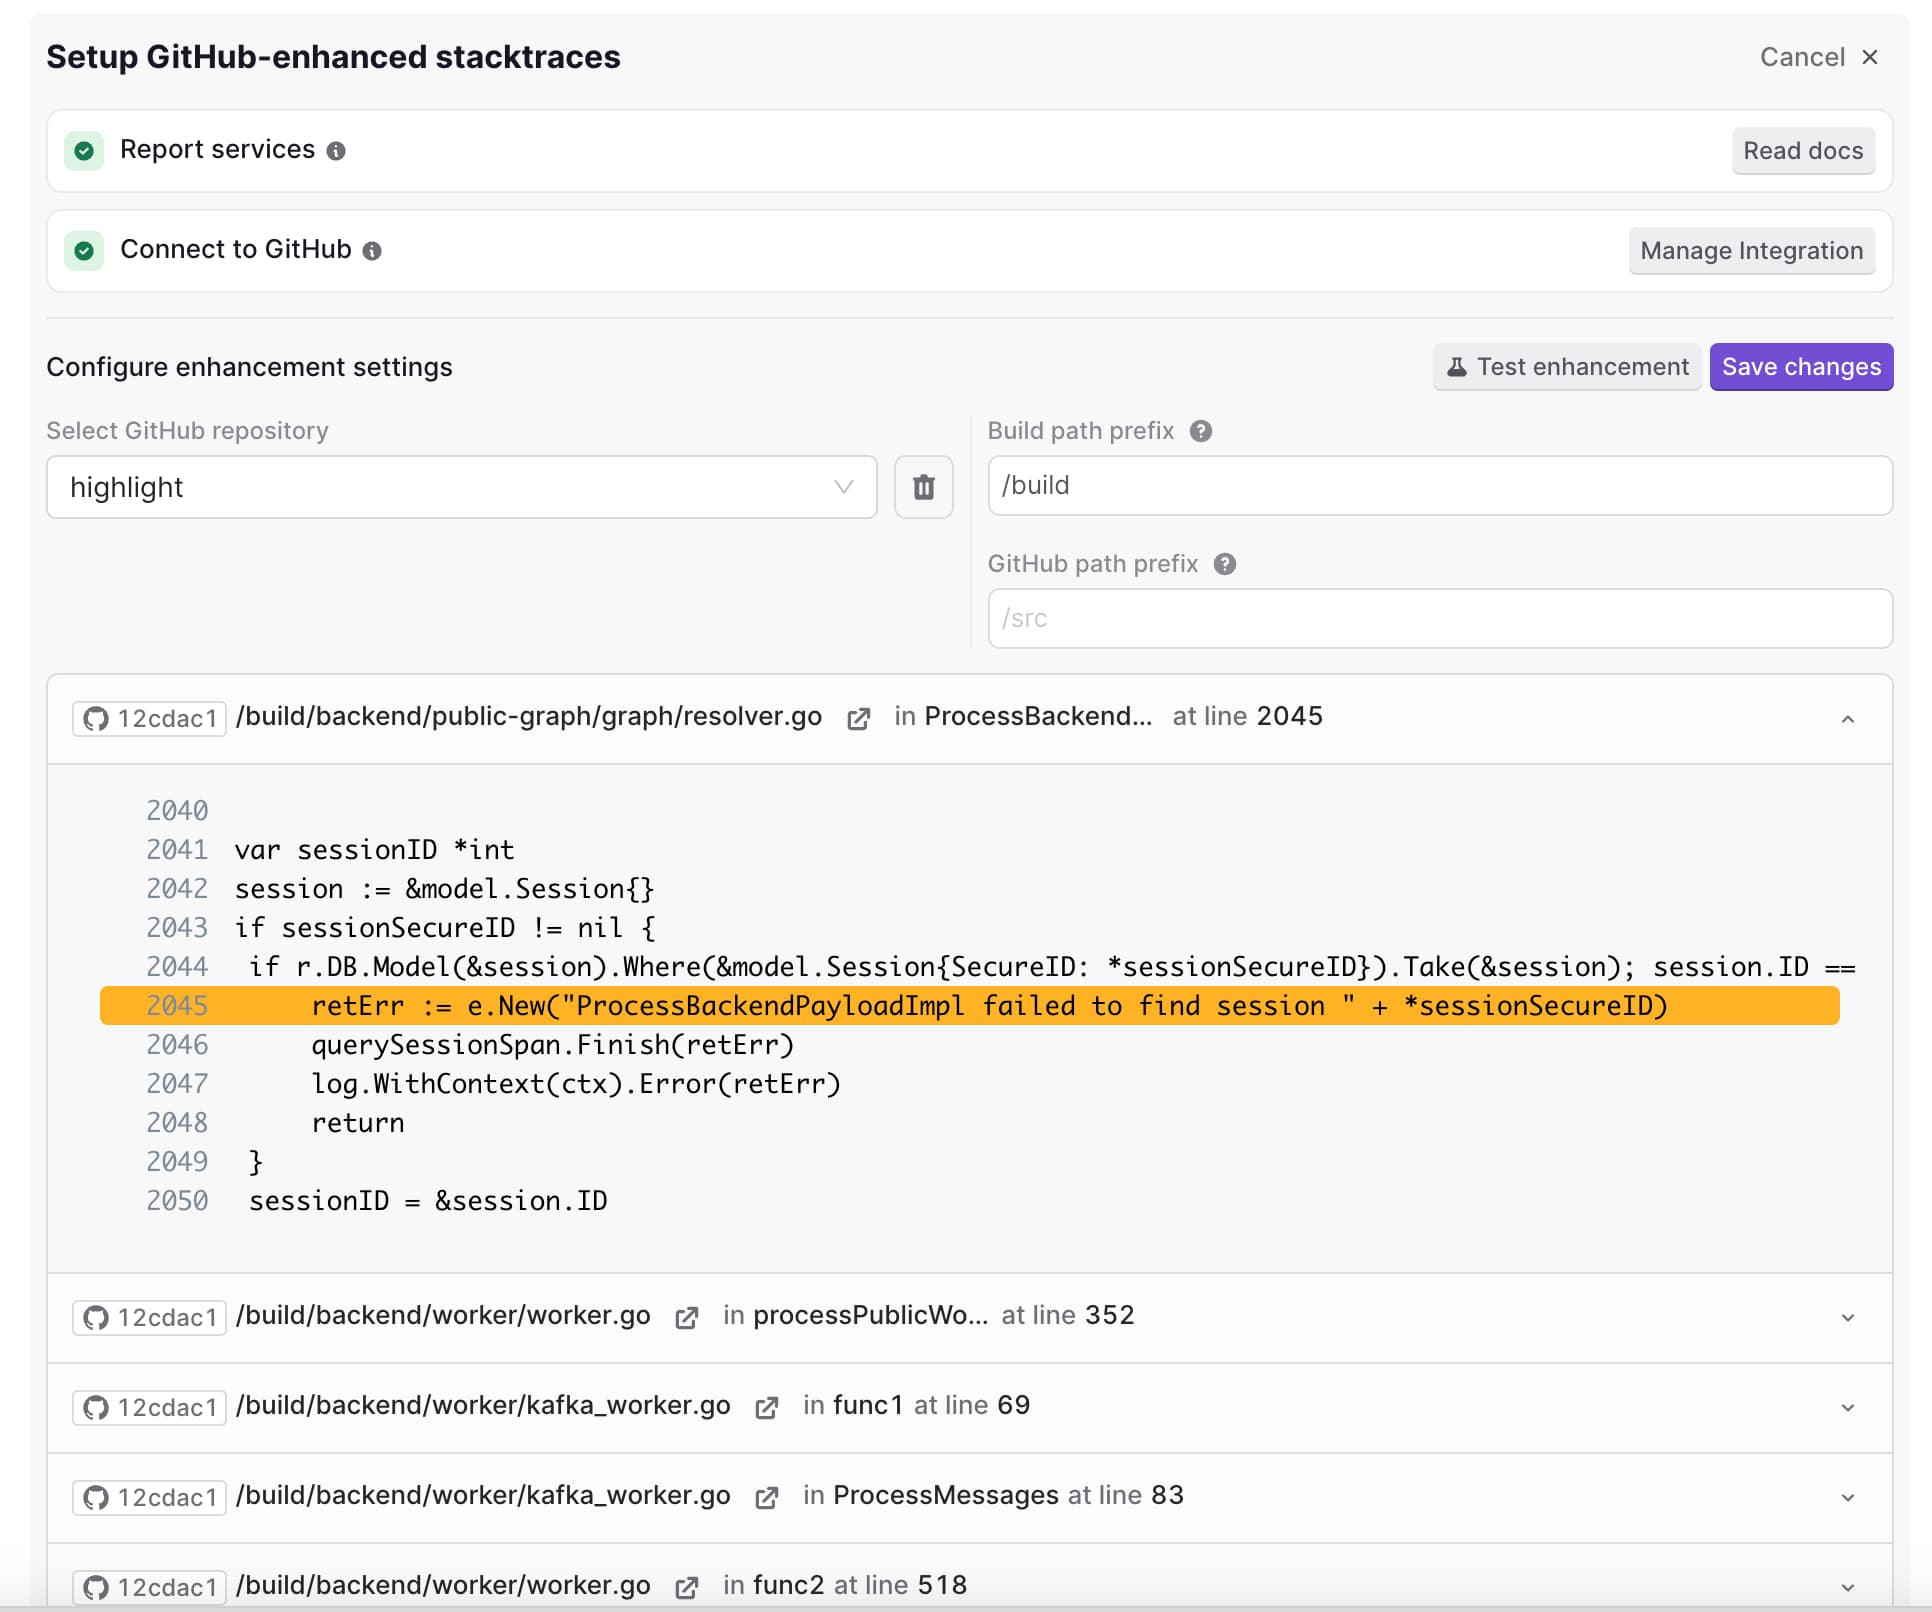 Setup GitHub-enhanced stacktraces
Cancel
Report services
Read docs
Connect to GitHub
Manage Integration
Configure enhancement settings
Test enhancement
Save changes
Select GitHub repository
highlight
Build path prefix
/build
GitHub path prefix
/src
12cdac1 /build/backend/public-graph/graph/resolver.go in ProcessBackend... at line 2045
2040
2041 var sessionID *int
2042 session := &model.Session{}
2043 if sessionSecureID != nil {
2044 if r.DB.Model(&session).Where(&model.Session{SecureID: *sessionSecureID}).Take(&session); session.ID ==
2045 retErr := e.New("ProcessBackendPayloadImpl failed to find session " + *sessionSecureID)
2046 querySessionSpan.Finish(retErr)
2047 log.WithContext(ctx).Error(retErr)
2048 return
2049 }
2050 sessionID = &session.ID
12cdac1 /build/backend/worker/worker.go in processPublicWo... at line 352
12cdac1 /build/backend/worker/kafka_worker.go in func1 at line 69
12cdac1 /build/backend/worker/kafka_worker.go in ProcessMessages at line 83
12cdac1 /build/backend/worker/worker.go in func2 at line 518